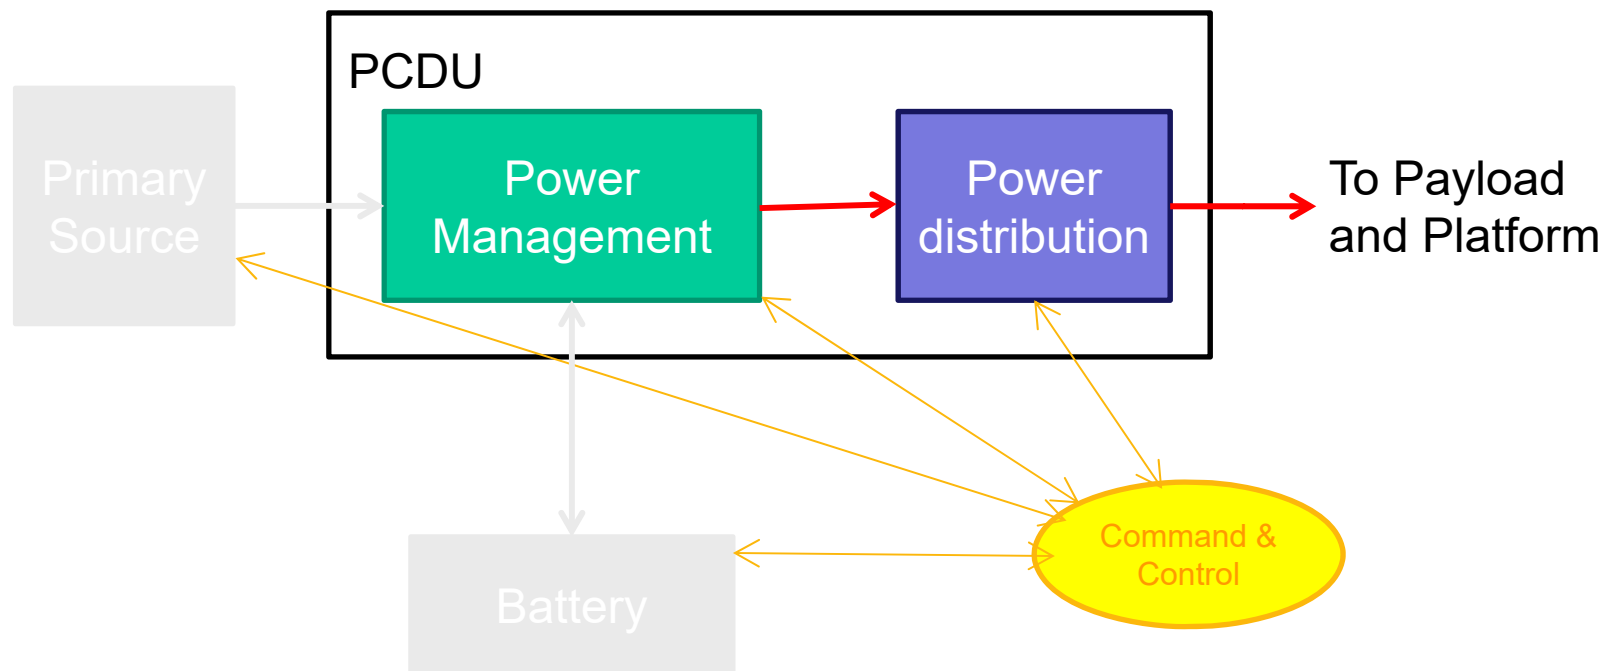 PCDU
Primary
Source
Power
Management
Power
distribution
To Payload
and Platform
Command &
Control
Battery